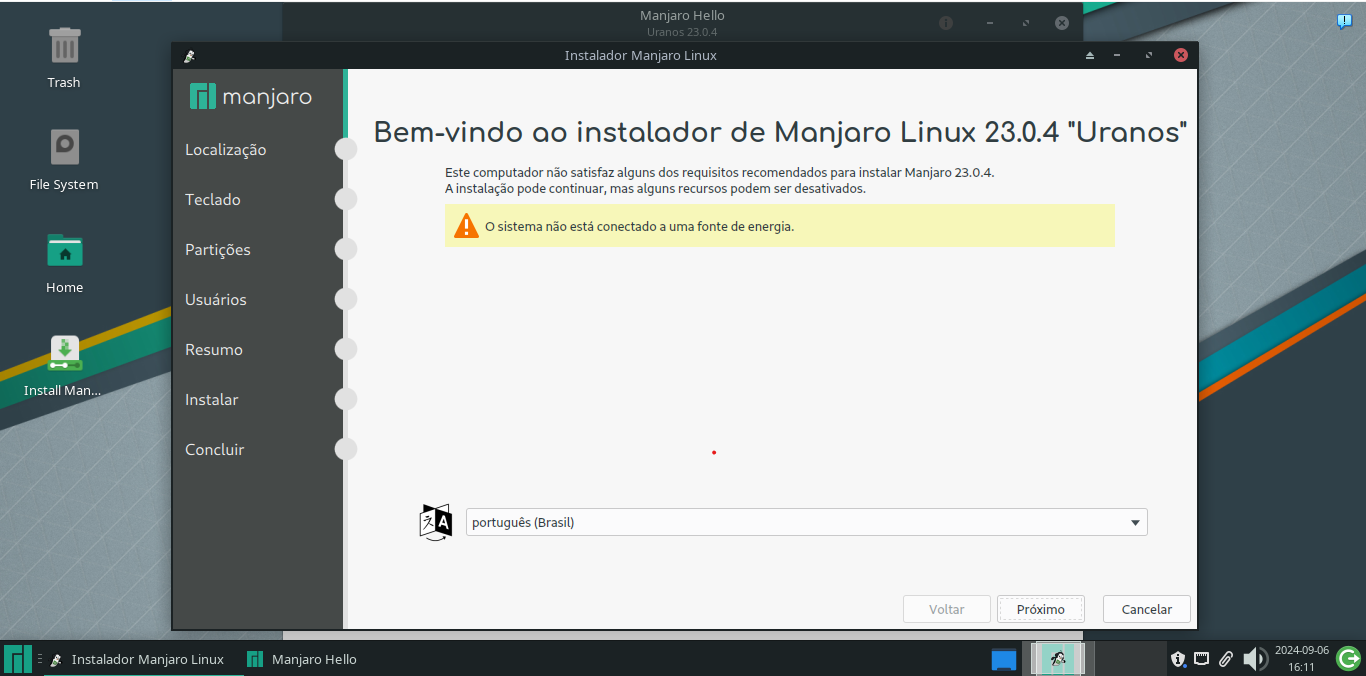 Manjaro Hello
Uranos 23.0.4
Instalador Manjaro Linux
Trash
File System
Home
Install Man...
manjaro
Localização
Teclado
Partições
Usuários
Resumo
Instalar
Concluir
Bem-vindo ao instalador de Manjaro Linux 23.0.4 "Uranos"
Este computador não satisfaz alguns dos requisitos recomendados para instalar Manjaro 23.0.4.
A instalação pode continuar, mas alguns recursos podem ser desativados.
O sistema não está conectado a uma fonte de energia.
português (Brasil)
Voltar
Próximo
Cancelar
Instalador Manjaro Linux
Manjaro Hello
2024-09-06
16:11